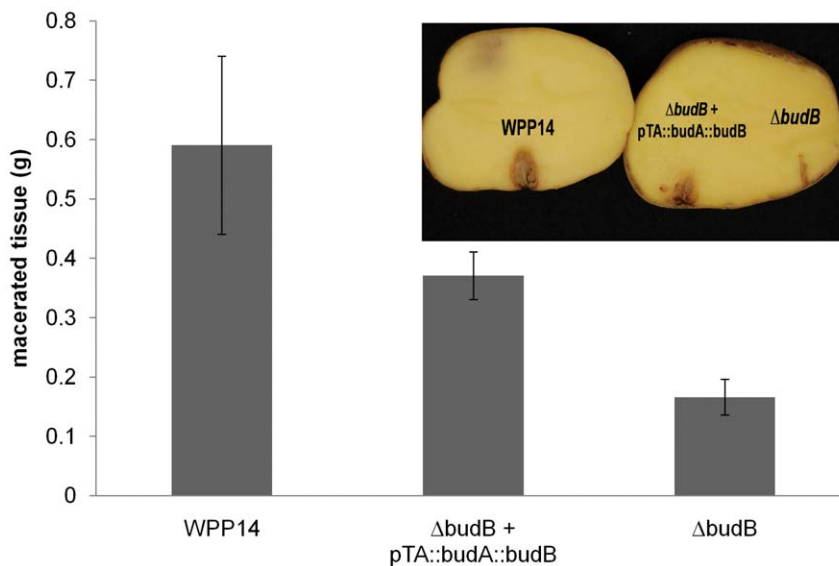 macerated tissue (g)
0.8
0.7
0.6
0.5
0.4
0.3
0.2
0.1
0
WPP14
ΔbudB +
pTA::budA::budB
ΔbudB
WPP14
ΔbudB +
pTA::budA::budB
ΔbudB